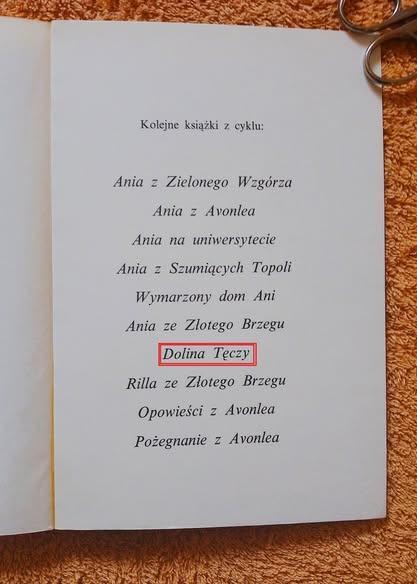 Kolejne książki z cyklu:
Ania z Zielonego Wzgórza
Ania z Avonlea
Ania na uniwersytecie
Ania z Szumiących Topoli
Wymarzony dom Ani
Ania ze Złotego Brzegu
Dolina Tęczy
Rilla ze Złotego Brzegu
Opowieści z Avonlea
Pożegnanie z Avonlea